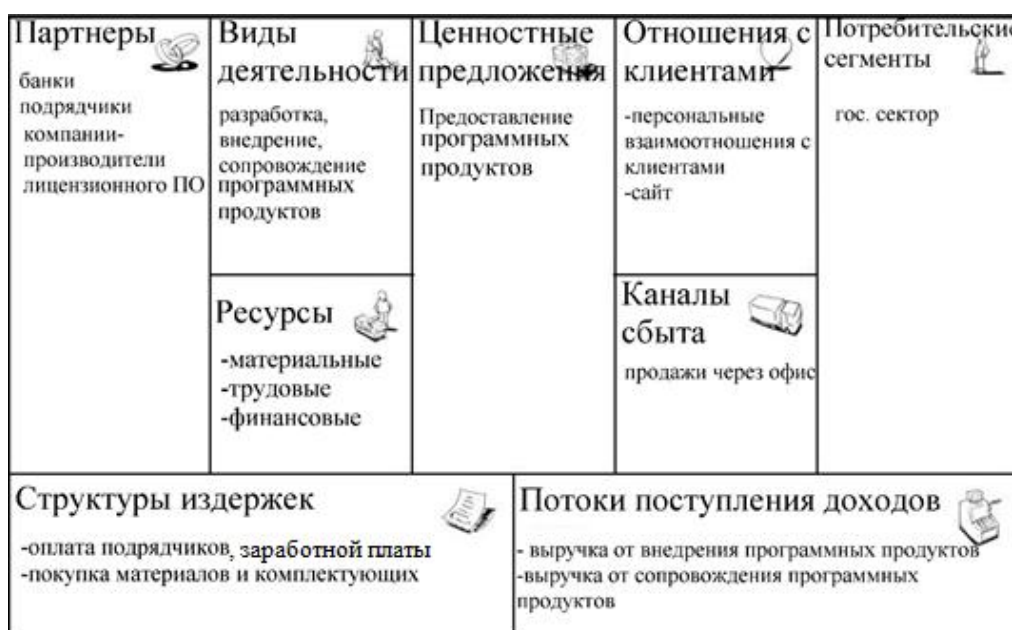 Партнеры
банки
подрядчики
компании-
производители
лицензионного ПО
Виды
деятельности
разработка,
внедрение,
сопровождение
программных
продуктов
Ресурсы
-материальные
-трудовые
-финансовые
Ценностные
предложения
Предоставление
программных
продуктов
Отношения с
клиентами
-персональные
взаимоотношения с
клиентами
-сайт
Каналы
сбыта
продажи через офис
Потребительские
сегменты
гос. сектор
Структуры издержек
-оплата подрядчиков, заработной платы
-покупка материалов и комплектующих
Потоки поступления доходов
- выручка от внедрения программных продуктов
-выручка от сопровождения программных
продуктов